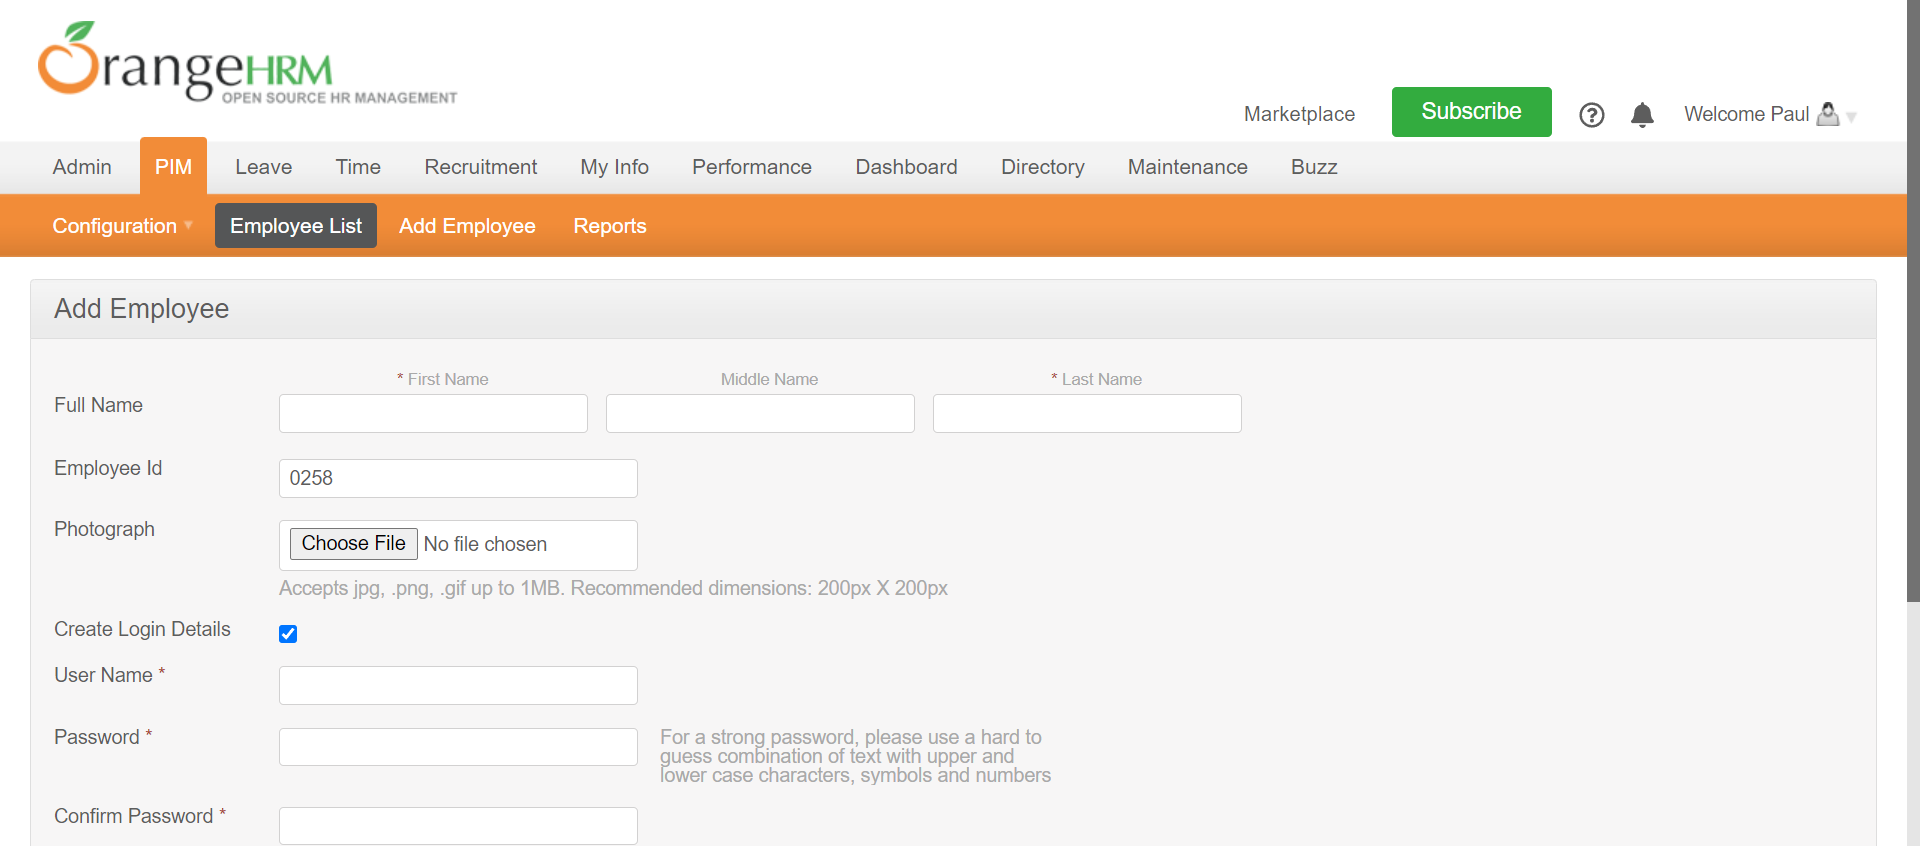 OrangeHRM
OPEN SOURCE HR MANAGEMENT
Marketplace Subscribe Welcome Paul
Admin PIM Leave Time Recruitment My Info Performance Dashboard Directory Maintenance Buzz
Configuration Employee List Add Employee Reports
Add Employee
* First Name Middle Name * Last Name
Full Name
Employee Id 0258
Photograph Choose File No file chosen
Accepts jpg, .png, .gif up to 1MB. Recommended dimensions: 200px X 200px
Create Login Details
User Name *
Password * For a strong password, please use a hard to
guess combination of text with upper and
lower case characters, symbols and numbers
Confirm Password *